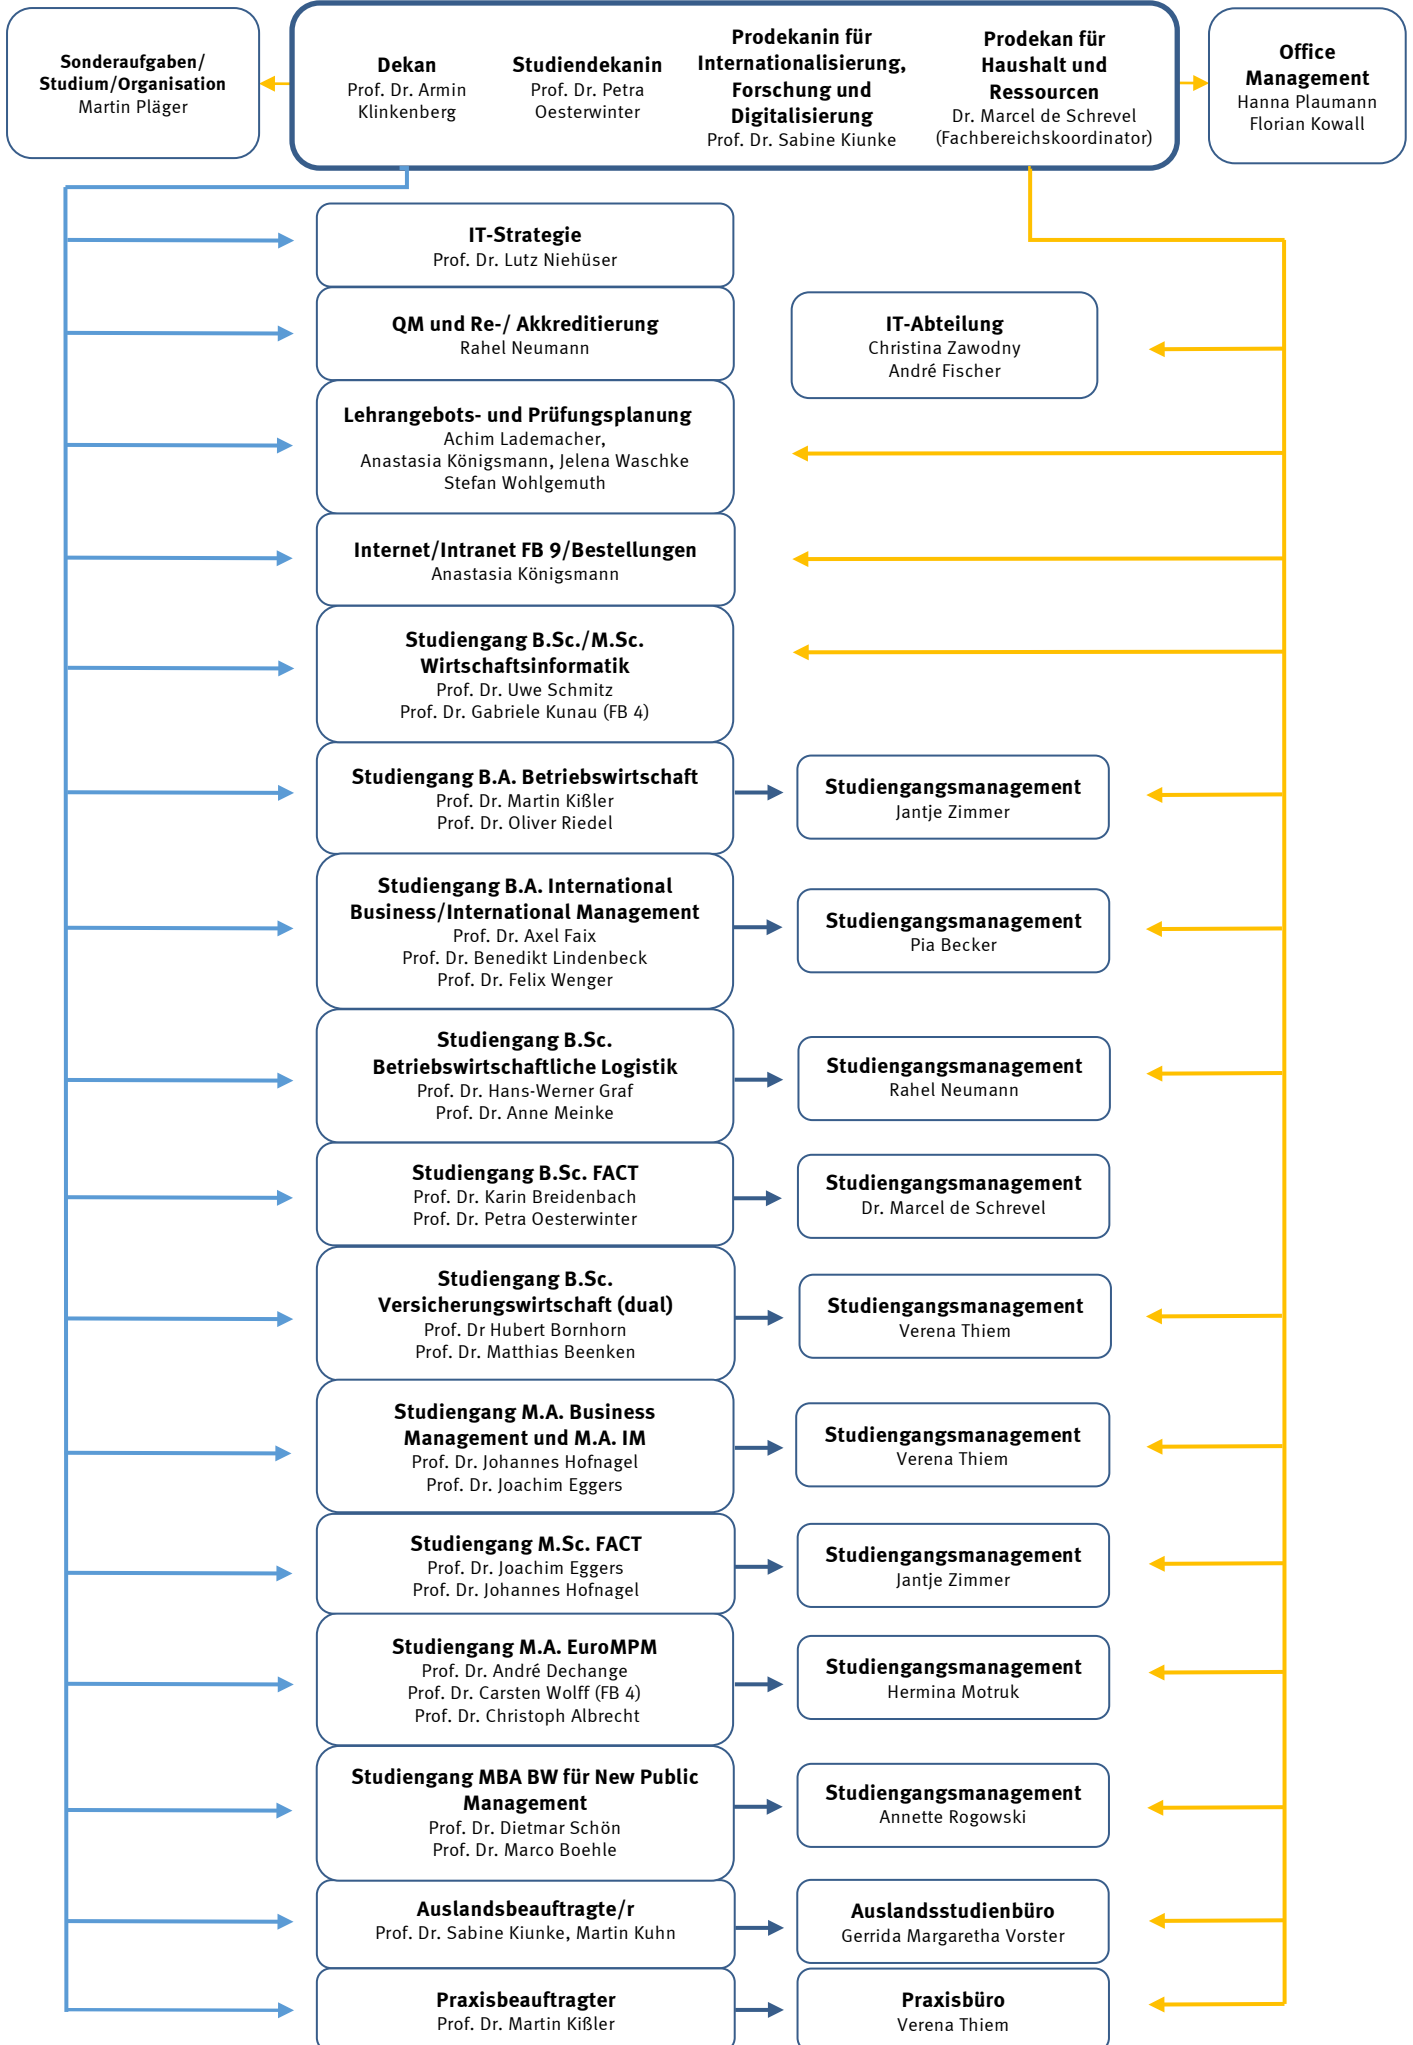 Sonderaufgaben/
Studium/Organisation
Martin Pläger
Dekan
Prof. Dr. Armin
Klinkenberg
Studiendekanin
Prof. Dr. Petra
Oesterwinter
Prodekanin für
Internationalisierung,
Forschung und
Digitalisierung
Prof. Dr. Sabine Kiunke
Prodekan für
Haushalt und
Ressourcen
Dr. Marcel de Schrevel
(Fachbereichskoordinator)
Office
Management
Hanna Plaumann
Florian Kowall
IT-Strategie
Prof. Dr. Lutz Niehüser
QM und Re-/ Akkreditierung
Rahel Neumann
IT-Abteilung
Christina Zawodny
André Fischer
Lehrangebots- und Prüfungsplanung
Achim Lademacher,
Anastasia Königsmann, Jelena Waschke
Stefan Wohlgemuth
Internet/Intranet FB 9/Bestellungen
Anastasia Königsmann
Studiengang B.Sc./M.Sc.
Wirtschaftsinformatik
Prof. Dr. Uwe Schmitz
Prof. Dr. Gabriele Kunau (FB 4)
Studiengang B.A. Betriebswirtschaft
Prof. Dr. Martin Kißler
Prof. Dr. Oliver Riedel
Studiengangsmanagement
Jantje Zimmer
Studiengang B.A. International
Business/International Management
Prof. Dr. Axel Faix
Prof. Dr. Benedikt Lindenbeck
Prof. Dr. Felix Wenger
Studiengangsmanagement
Pia Becker
Studiengang B.Sc.
Betriebswirtschaftliche Logistik
Prof. Dr. Hans-Werner Graf
Prof. Dr. Anne Meinke
Studiengangsmanagement
Rahel Neumann
Studiengang B.Sc. FACT
Prof. Dr. Karin Breidenbach
Prof. Dr. Petra Oesterwinter
Studiengangsmanagement
Dr. Marcel de Schrevel
Studiengang B.Sc.
Versicherungswirtschaft (dual)
Prof. Dr Hubert Bornhorn
Prof. Dr. Matthias Beenken
Studiengangsmanagement
Verena Thiem
Studiengang M.A. Business
Management und M.A. IM
Prof. Dr. Johannes Hofnagel
Prof. Dr. Joachim Eggers
Studiengangsmanagement
Verena Thiem
Studiengang M.Sc. FACT
Prof. Dr. Joachim Eggers
Prof. Dr. Johannes Hofnagel
Studiengangsmanagement
Jantje Zimmer
Studiengang M.A. EuroMPM
Prof. Dr. André Dechange
Prof. Dr. Carsten Wolff (FB 4)
Prof. Dr. Christoph Albrecht
Studiengangsmanagement
Hermina Motruk
Studiengang MBA BW für New Public
Management
Prof. Dr. Dietmar Schön
Prof. Dr. Marco Boehle
Studiengangsmanagement
Annette Rogowski
Auslandsbeauftragte/r
Prof. Dr. Sabine Kiunke, Martin Kuhn
Auslandsstudienbüro
Gerrida Margaretha Vorster
Praxisbeauftragter
Prof. Dr. Martin Kißler
Praxisbüro
Verena Thiem